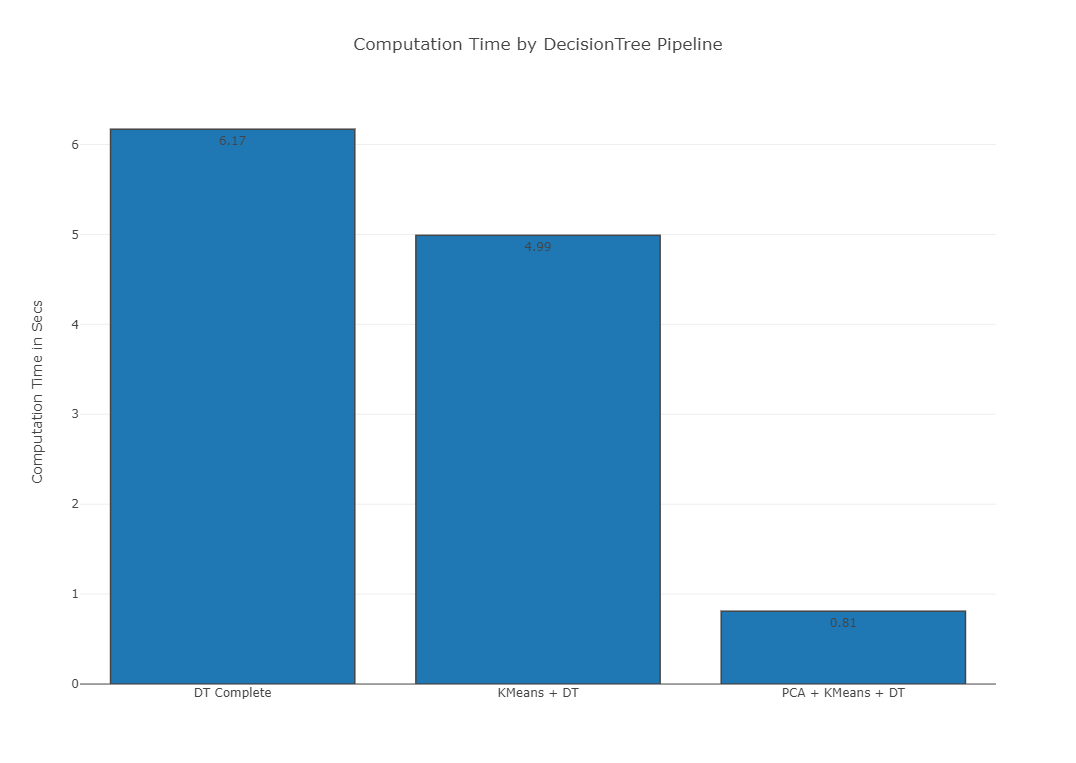 Computation Time by DecisionTree Pipeline
Computation Time in Secs
6
5
4
3
2
1
0
6.17
4.99
0.81
DT Complete
KMeans + DT
PCA + KMeans + DT